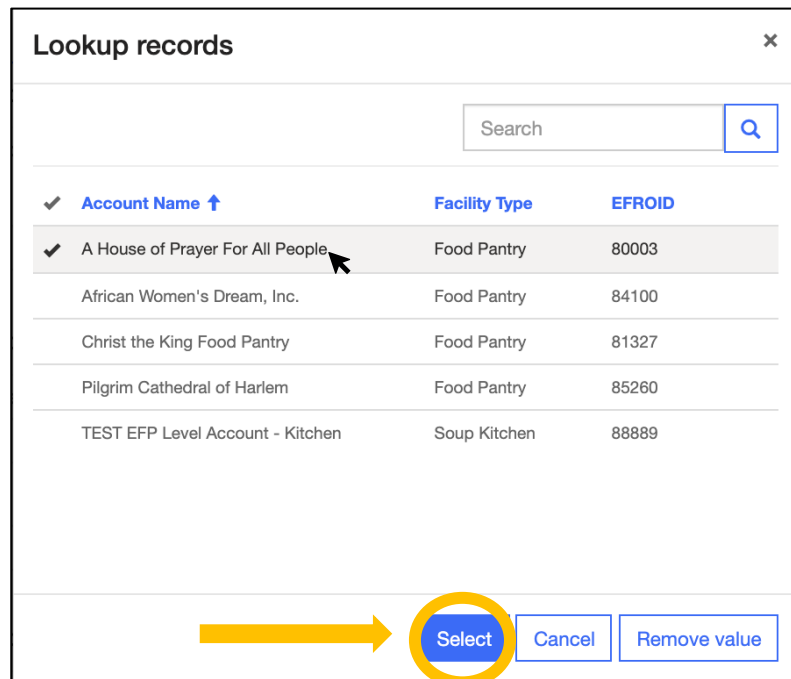 Lookup records ×
Search
✔ Account Name ↑ Facility Type EFROID
✔ A House of Prayer For All People Food Pantry 80003
African Women's Dream, Inc. Food Pantry 84100
Christ the King Food Pantry Food Pantry 81327
Pilgrim Cathedral of Harlem Food Pantry 85260
TEST EFP Level Account - Kitchen Soup Kitchen 88889
Select Cancel Remove value